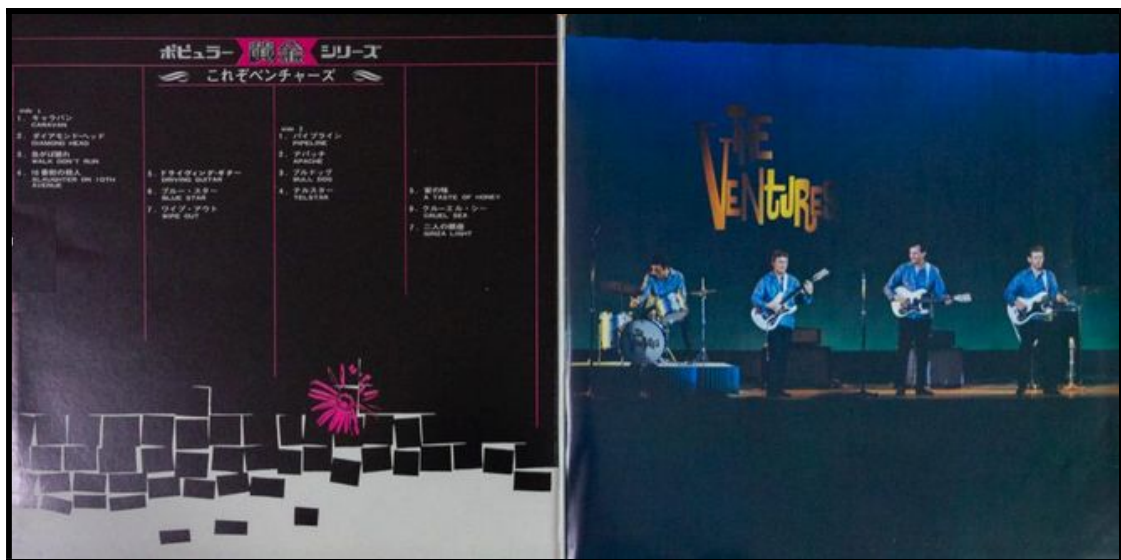 ポピュラー 黄金 シリーズ
これぞベンチャーズ
side 1
1. キャラバン
CARAVAN
2. ダイアモンド・ヘッド
DIAMOND HEAD
3. 急がば廻れ
WALK DON'T RUN
4. 10番街の殺人
SLAUGHTER ON 10TH
AVENUE
5. ドライヴィング・ギター
DRIVING GUITAR
6. ブルー・スター
BLUE STAR
7. ワイプ・アウト
WIPE OUT
side 2
1. パイプライン
PIPELINE
2. アパッチ
APACHE
3. ブルドッグ
BULL DOG
4. テルスター
TELSTAR
5. 蜜の味
A TASTE OF HONEY
6. クルーエル・シー
CRUEL SEA
7. 二人の銀座
GINZA LIGHT
THE
VENTURES